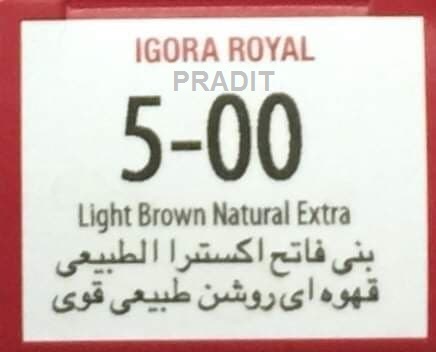 IGORA ROYAL
PRADIT
5-00
Light Brown Natural Extra
بنی فاتح اکسترا الطبیعی
قهوه ای روشن طبیعی قوی